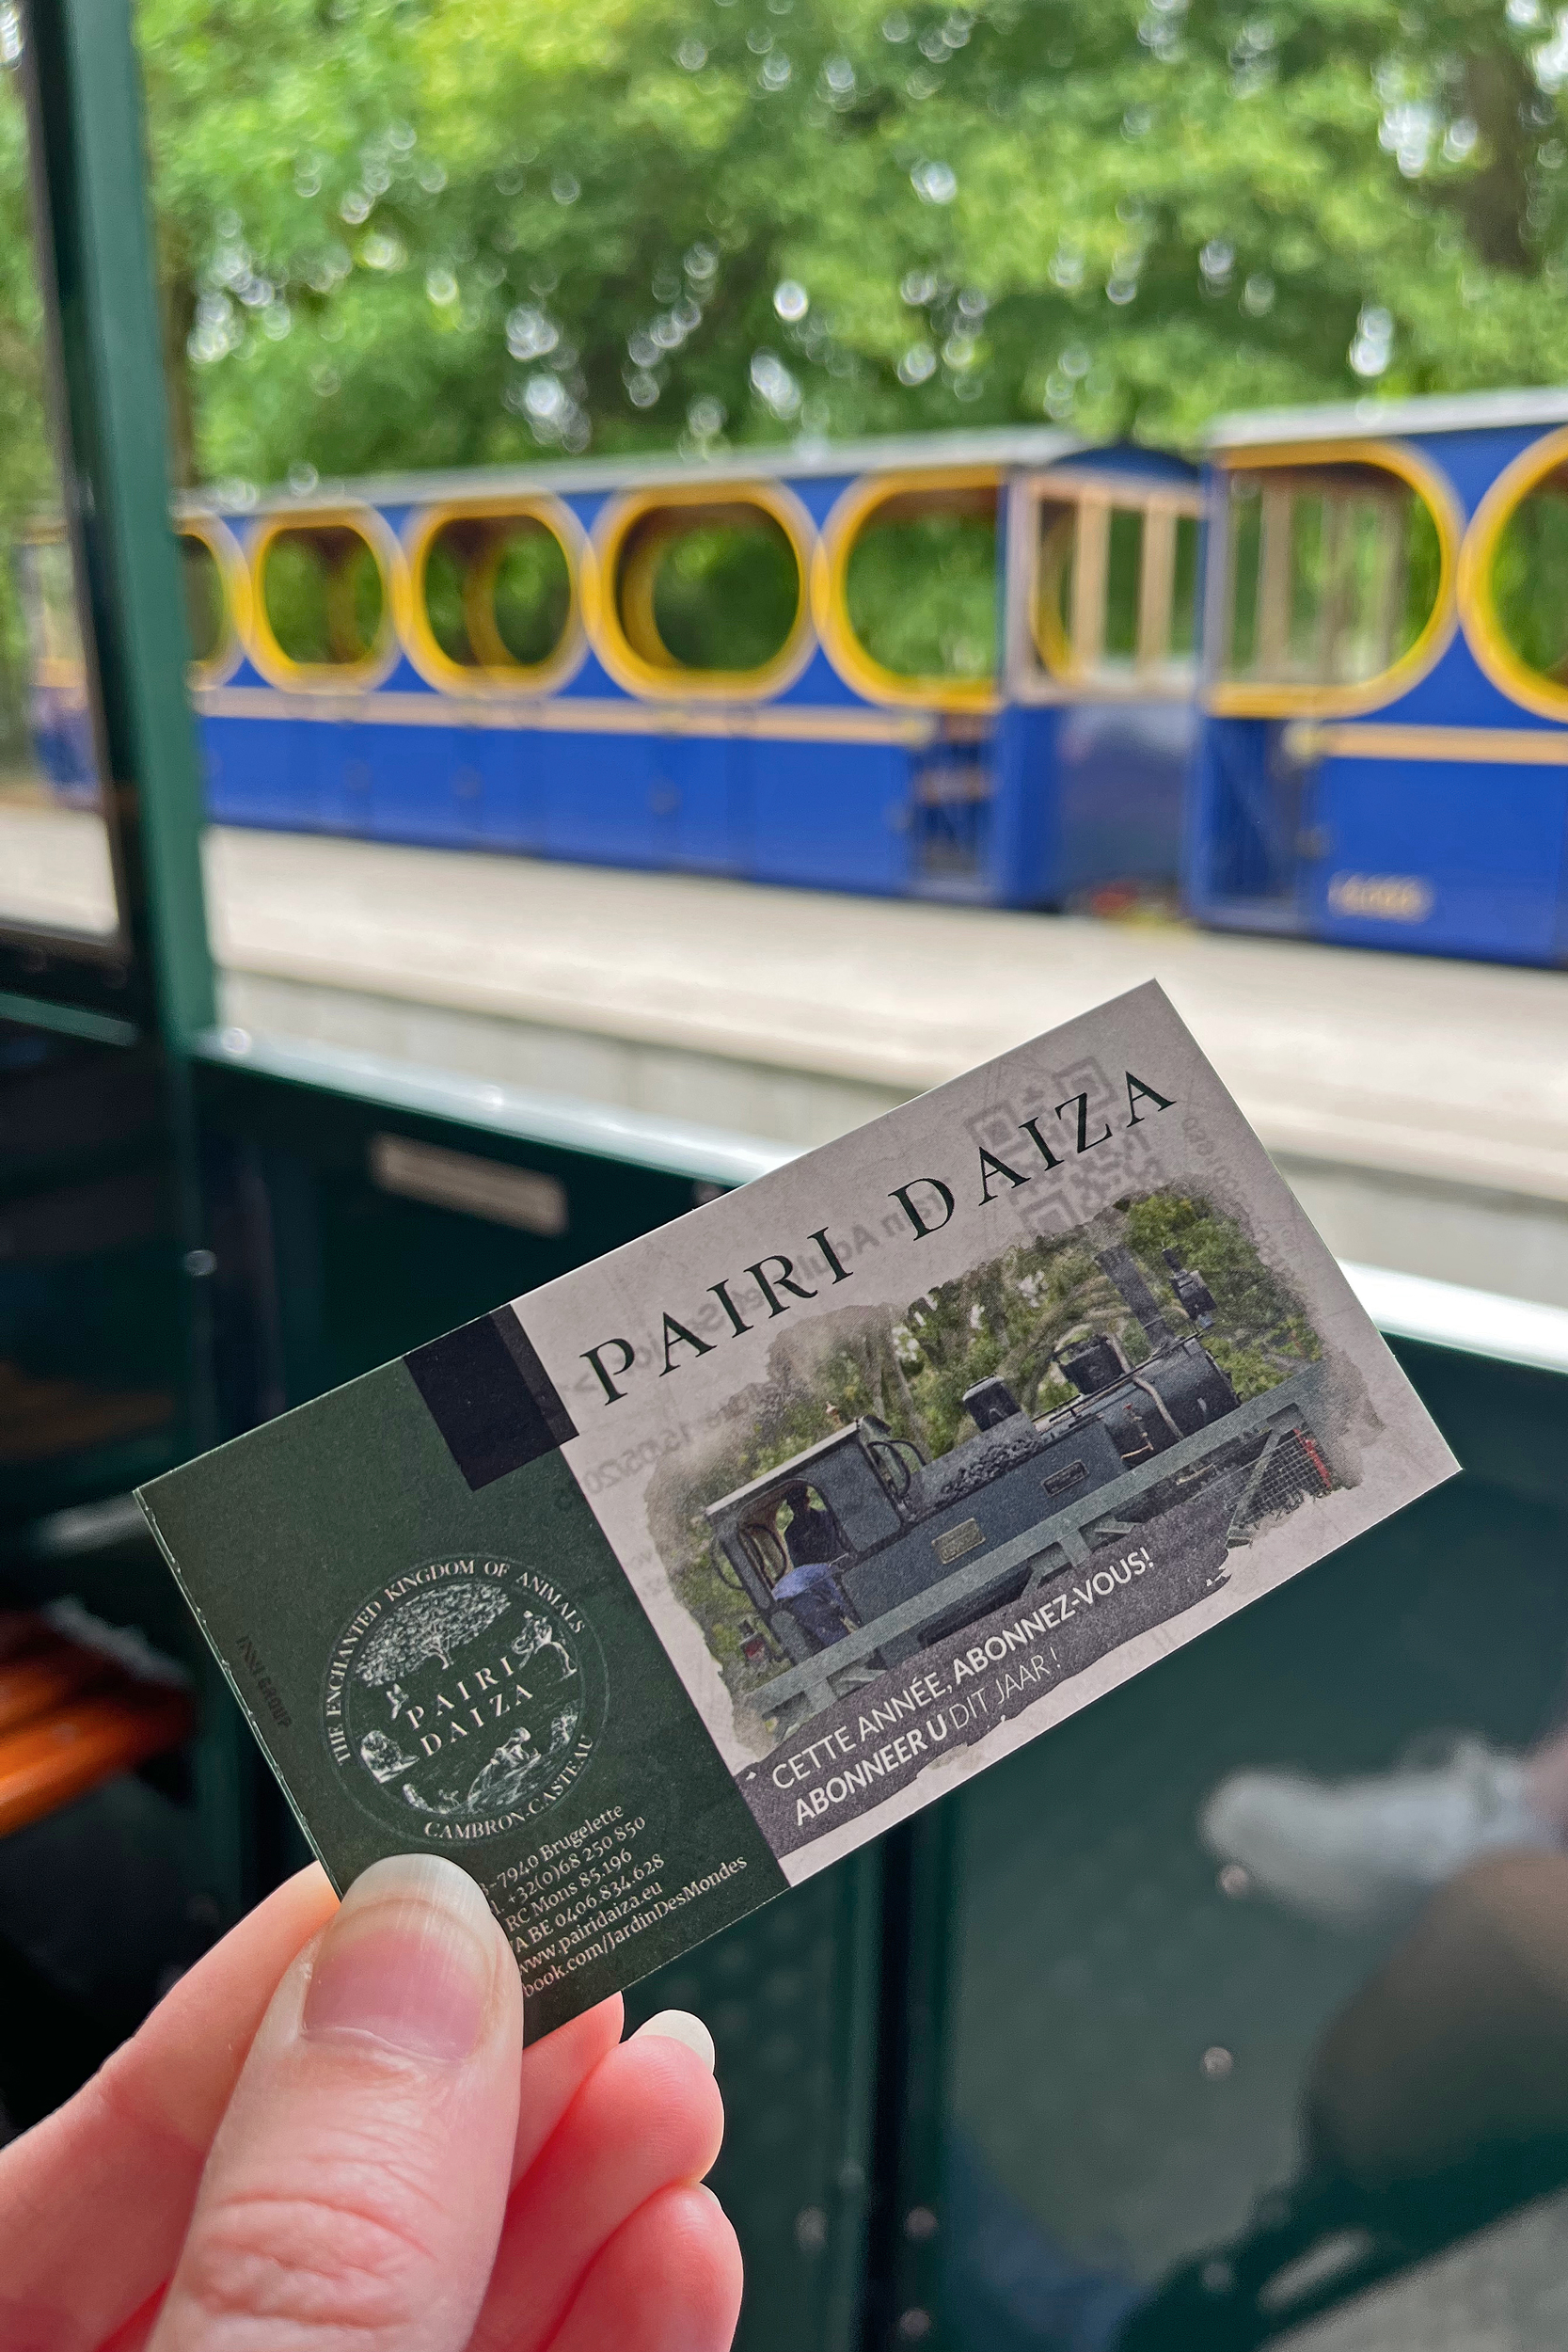 PAIRI DAIZA
CETTE ANNÉE, ABONNEZ-VOUS!
ABONNEER U DIT JAAR!
THE ENCHANTED KINGDOM OF ANIMALS
PAIRI
DAIZA
CAMBRON-CASTEAU
-7940 Brugelette
+32(0)68 250 850
RC Mons 85.196
BE 0406.834.628
www.pairidaiza.eu
book.com/JardinDesMondes